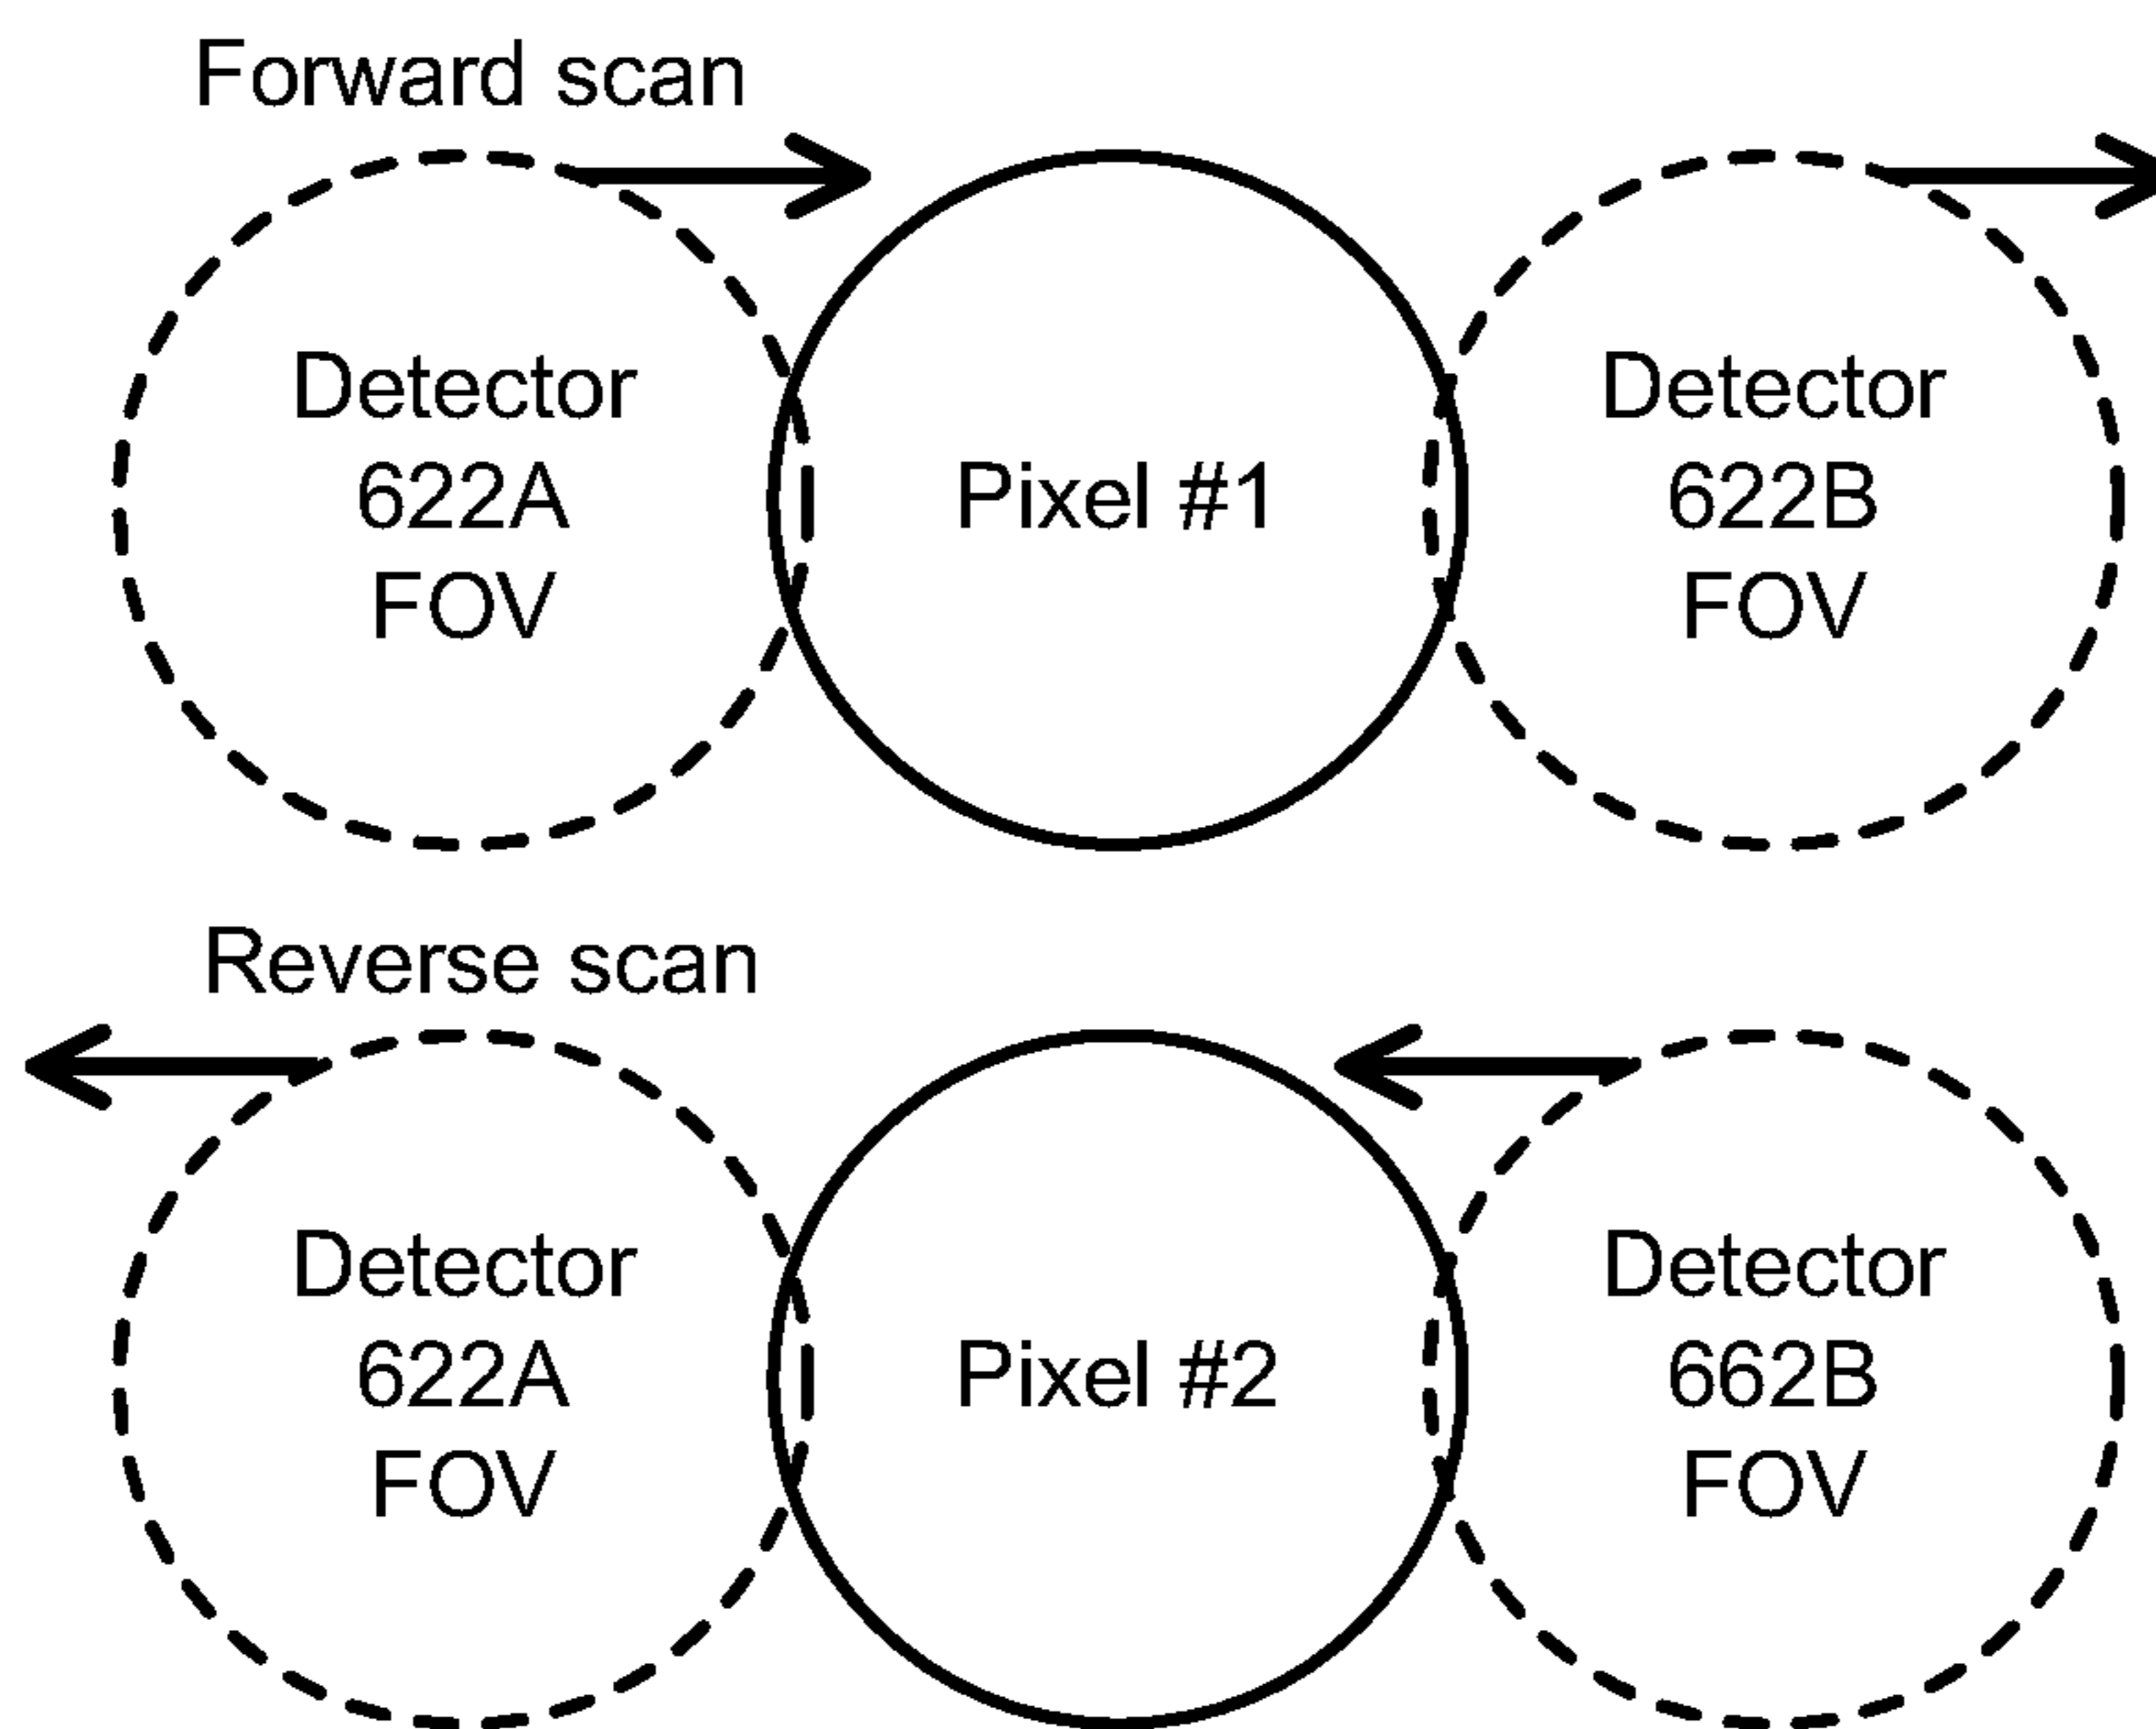 Forward scan
Detector
622A
FOV
Pixel #1
Detector
622B
FOV
Reverse scan
Detector
622A
FOV
Pixel #2
Detector
662B
FOV